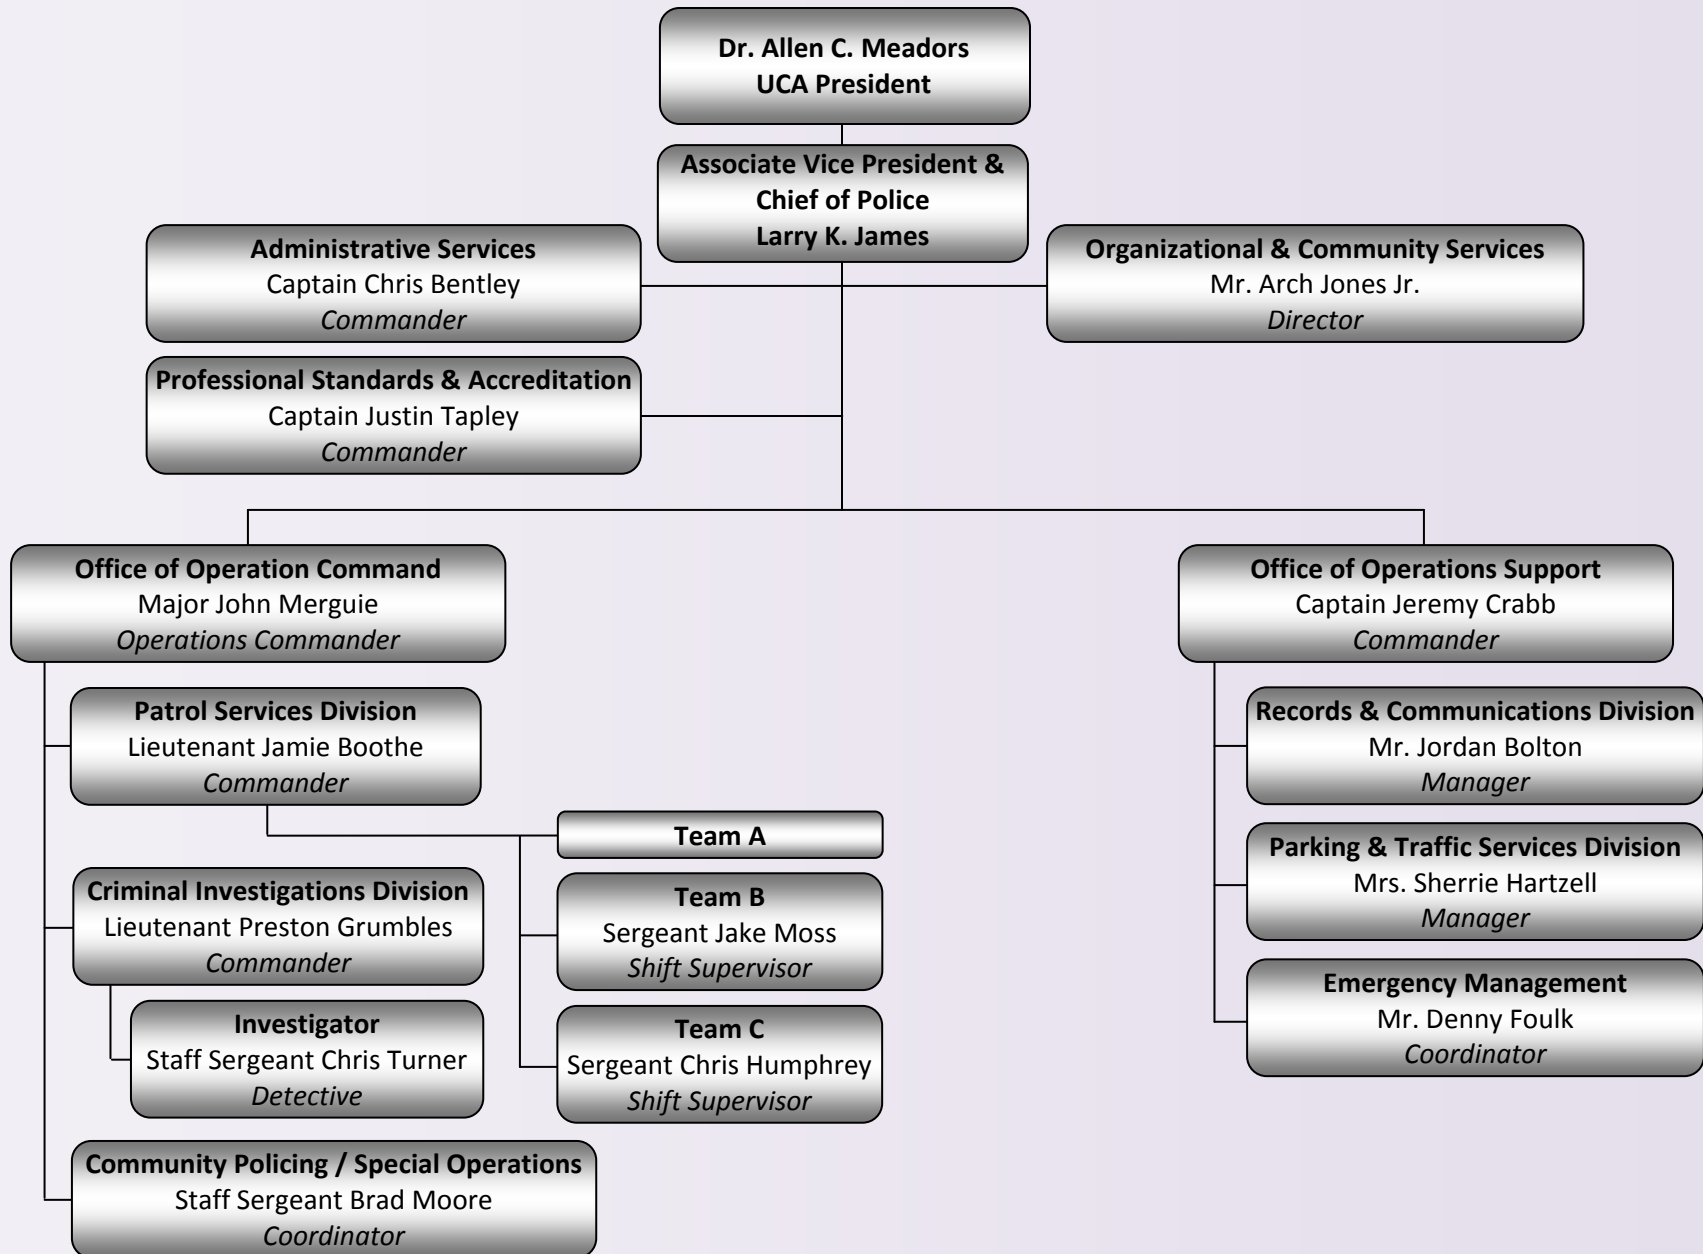 Dr. Allen C. Meadors
UCA President
Associate Vice President &
Chief of Police
Larry K. James
Administrative Services
Captain Chris Bentley
Commander
Organizational & Community Services
Mr. Arch Jones Jr.
Director
Professional Standards & Accreditation
Captain Justin Tapley
Commander
Office of Operation Command
Major John Merguie
Operations Commander
Patrol Services Division
Lieutenant Jamie Boothe
Commander
Team A
Team B
Sergeant Jake Moss
Shift Supervisor
Team C
Sergeant Chris Humphrey
Shift Supervisor
Criminal Investigations Division
Lieutenant Preston Grumbles
Commander
Investigator
Staff Sergeant Chris Turner
Detective
Community Policing / Special Operations
Staff Sergeant Brad Moore
Coordinator
Office of Operations Support
Captain Jeremy Crabb
Commander
Records & Communications Division
Mr. Jordan Bolton
Manager
Parking & Traffic Services Division
Mrs. Sherrie Hartzell
Manager
Emergency Management
Mr. Denny Foulk
Coordinator